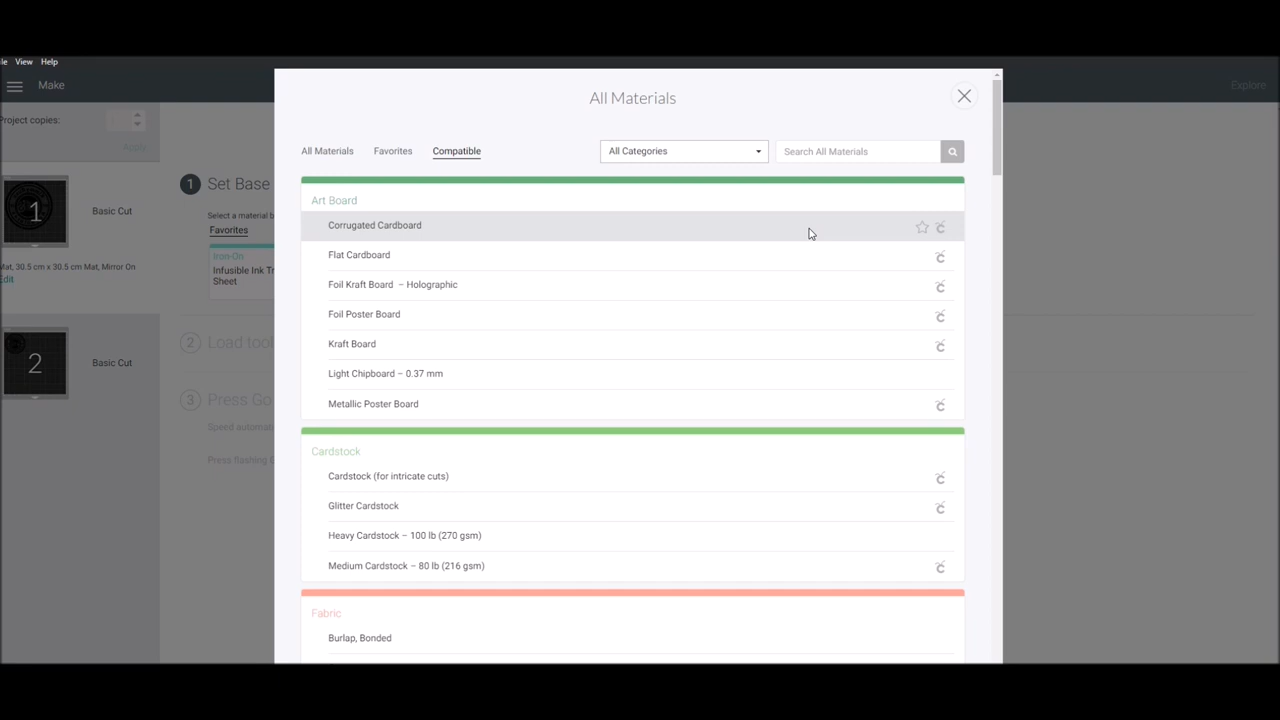 View Help
Make
Explore
Project copies:
Apply
1
Basic Cut
Mat, 30.5 cm x 30.5 cm Mat, Mirror On
2
Basic Cut
1 Set Base
Select a material
Favorites
Iron-On
Infusible Ink
Sheet
2 Load
3 Press Go
Speed
Press flashing
All Materials
All Materials Favorites Compatible All Categories Search All Materials
Art Board
Corrugated Cardboard
Flat Cardboard
Foil Kraft Board – Holographic
Foil Poster Board
Kraft Board
Light Chipboard – 0.37 mm
Metallic Poster Board
Cardstock
Cardstock (for intricate cuts)
Glitter Cardstock
Heavy Cardstock – 100 lb (270 gsm)
Medium Cardstock – 80 lb (216 gsm)
Fabric
Burlap, Bonded